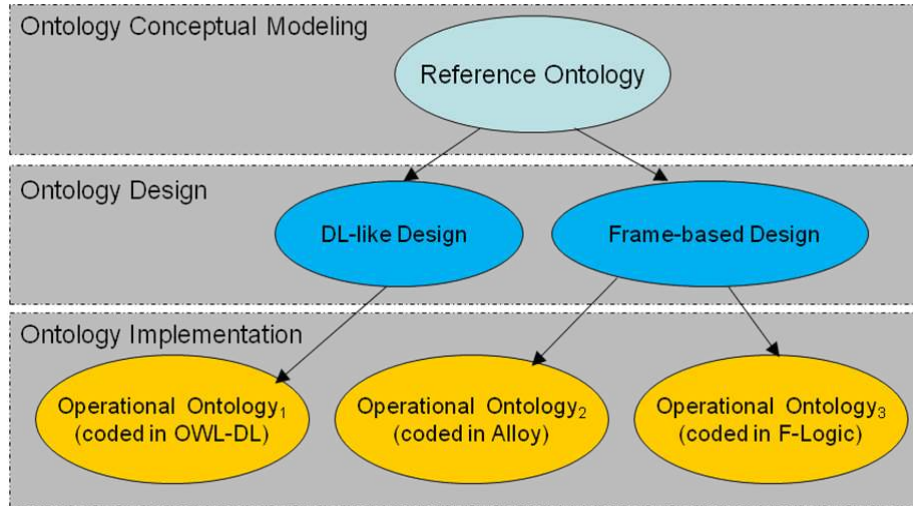 Ontology Conceptual Modeling
Reference Ontology
Ontology Design
DL-like Design
Frame-based Design
Ontology Implementation
Operational Ontology₁
(coded in OWL-DL)
Operational Ontology₂
(coded in Alloy)
Operational Ontology₃
(coded in F-Logic)